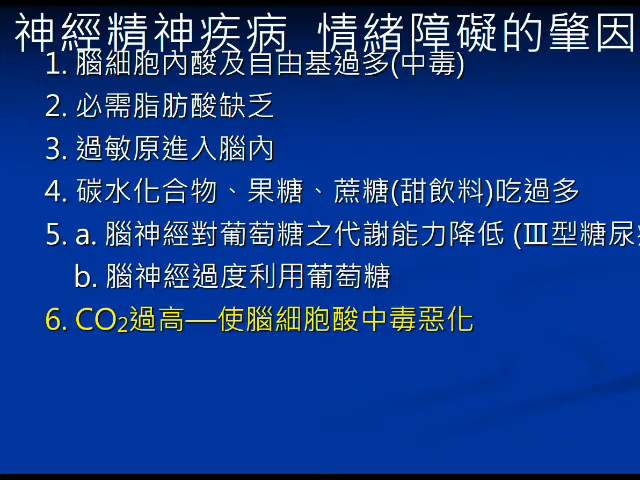 神經精神疾病 情緒障礙的肇因
1. 腦細胞內酸及自由基過多(中毒)
2. 必需脂肪酸缺乏
3. 過敏原進入腦內
4. 碳水化合物、果糖、蔗糖(甜飲料)吃過多
5. a. 腦神經對葡萄糖之代謝能力降低 (Ⅲ型糖尿
b. 腦神經過度利用葡萄糖
6. CO2過高—使腦細胞酸中毒惡化